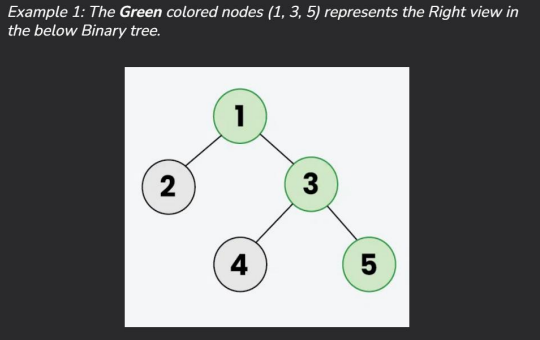 Example 1: The Green colored nodes (1, 3, 5) represents the Right view in
the below Binary tree.
1
2
3
4
5